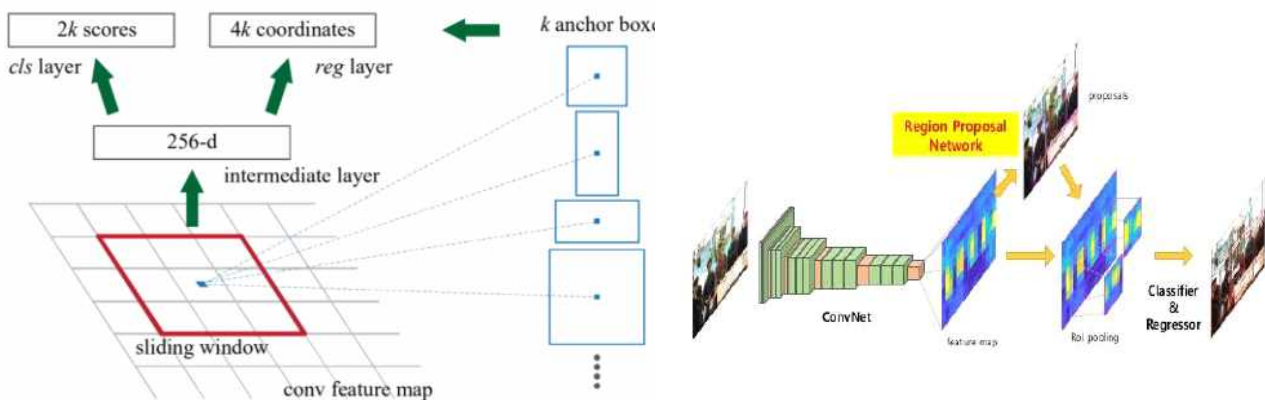 2k scores
4k coordinates
k anchor boxe
cls layer
reg layer
256-d
intermediate layer
sliding window
conv feature map
proposals
Region Proposal
Network
ConvNet
feature map
RoI pooling
Classifier
&
Regressor